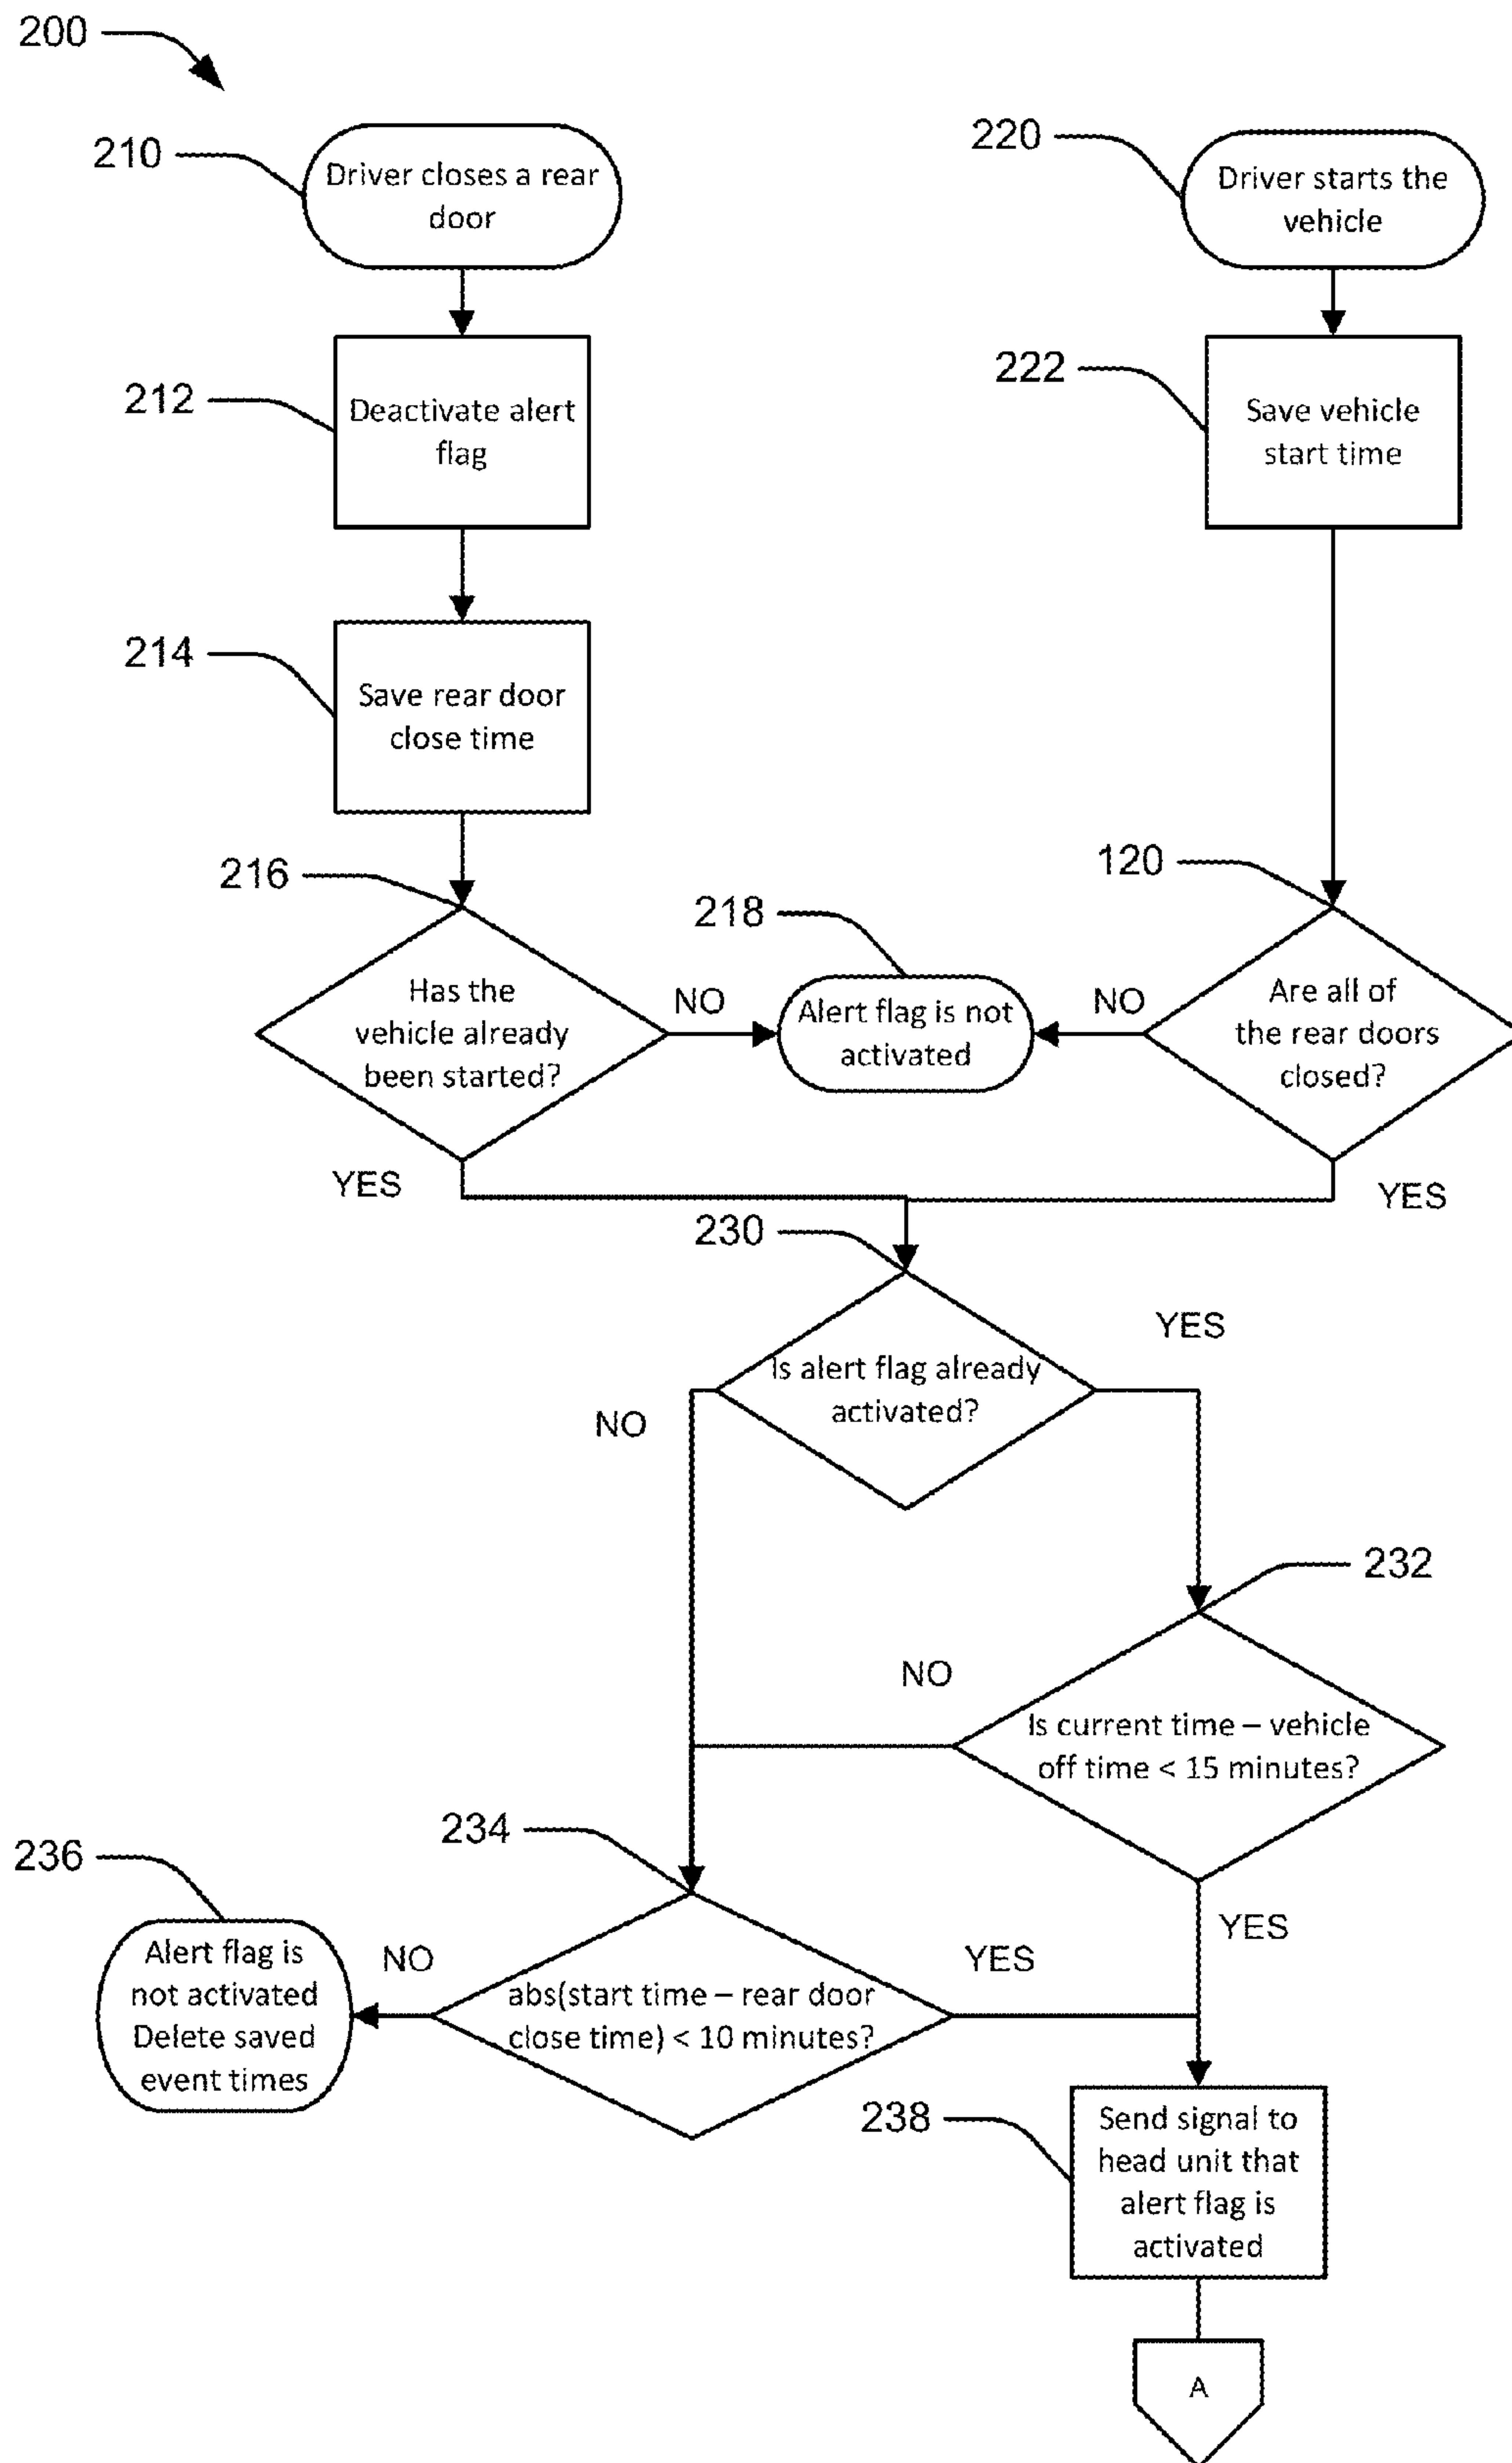 200
210
Driver closes a rear
door
220
Driver starts the
vehicle
212
Deactivate alert
flag
222
Save vehicle
start time
214
Save rear door
close time
216
Has the
vehicle already
been started?
NO
218
Alert flag is not
activated
NO
120
Are all of
the rear doors
closed?
YES
YES
230
Is alert flag already
activated?
YES
NO
232
Is current time – vehicle
off time < 15 minutes?
NO
YES
234
abs(start time – rear door
close time) < 10 minutes?
NO
YES
236
Alert flag is
not activated
Delete saved
event times
238
Send signal to
head unit that
alert flag is
activated
A